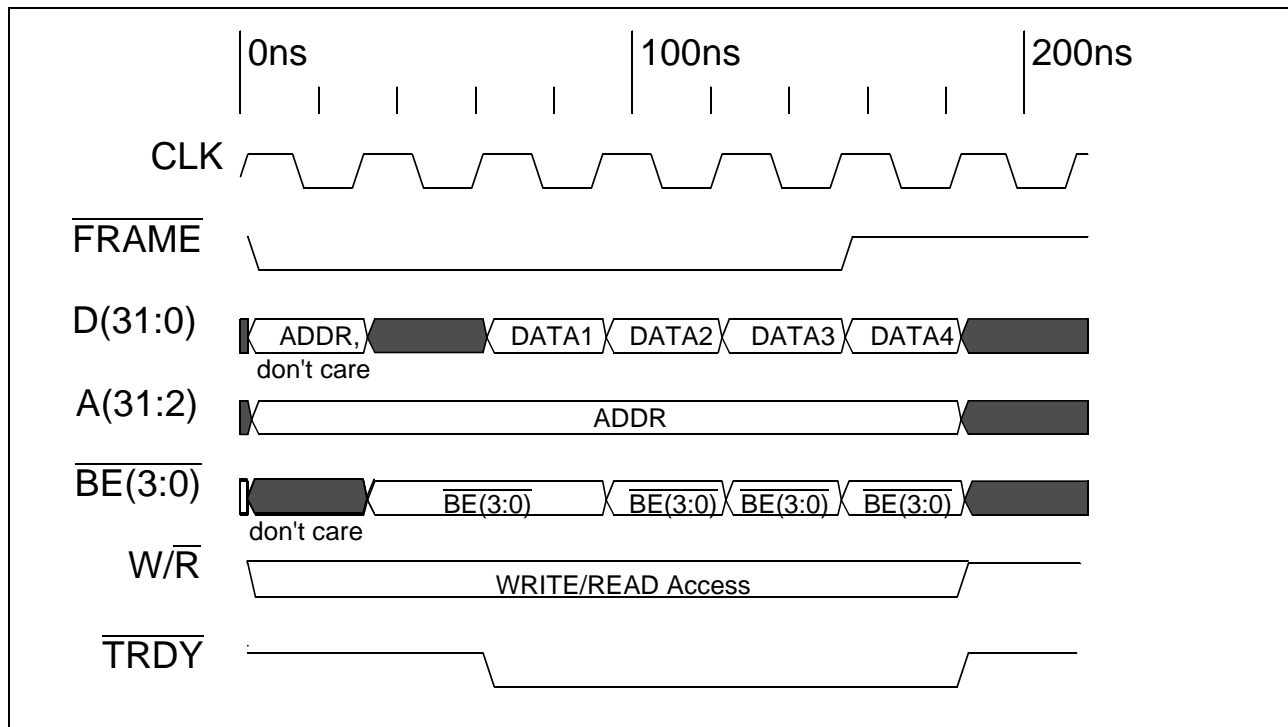 0ns 100ns 200ns
CLK
FRAME
D(31:0) ADDR, DATA1 DATA2 DATA3 DATA4
don't care
A(31:2) ADDR
BE(3:0) BE(3:0) BE(3:0) BE(3:0) BE(3:0)
don't care
W/R WRITE/READ Access
TRDY